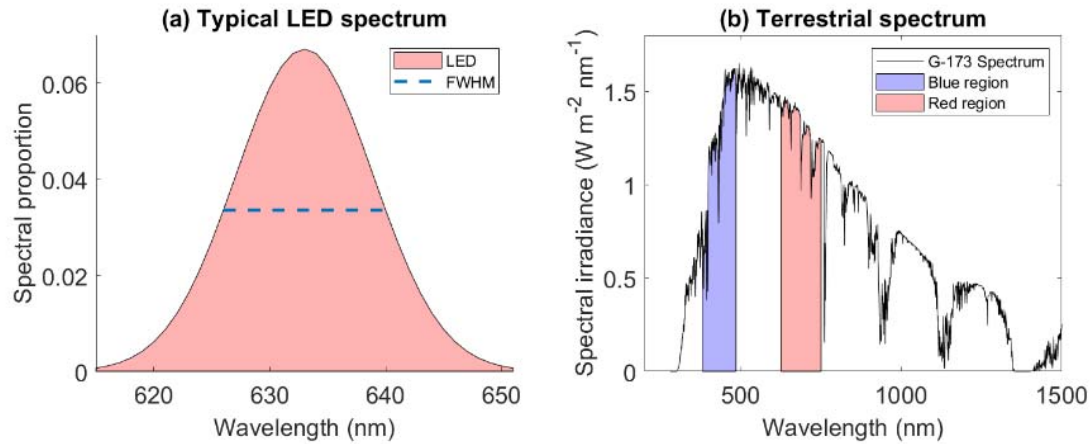 (a) Typical LED spectrum
LED
FWHM
Spectral proportion
0.06
0.04
0.02
0
620
630
640
650
Wavelength (nm)
(b) Terrestrial spectrum
G-173 Spectrum
Blue region
Red region
Spectral irradiance (W m⁻² nm⁻¹)
1.5
1
0.5
0
500
1000
1500
Wavelength (nm)